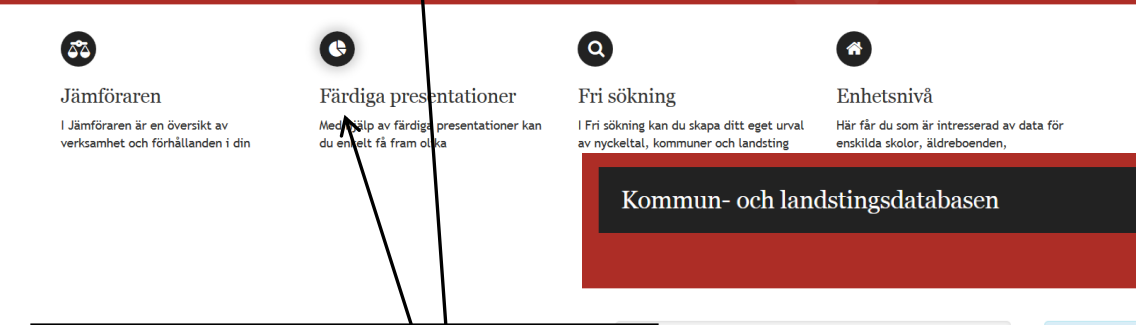 Jämföraren
I Jämföraren är en översikt av
verksamhet och förhållanden i din
Färdiga presentationer
Med hjälp av färdiga presentationer kan
du enkelt få fram olika
Fri sökning
I Fri sökning kan du skapa ditt eget urval
av nyckeltal, kommuner och landsting
Enhetsnivå
Här får du som är intresserad av data för
enskilda skolor, äldreboenden,
Kommun- och landstingsdatabasen